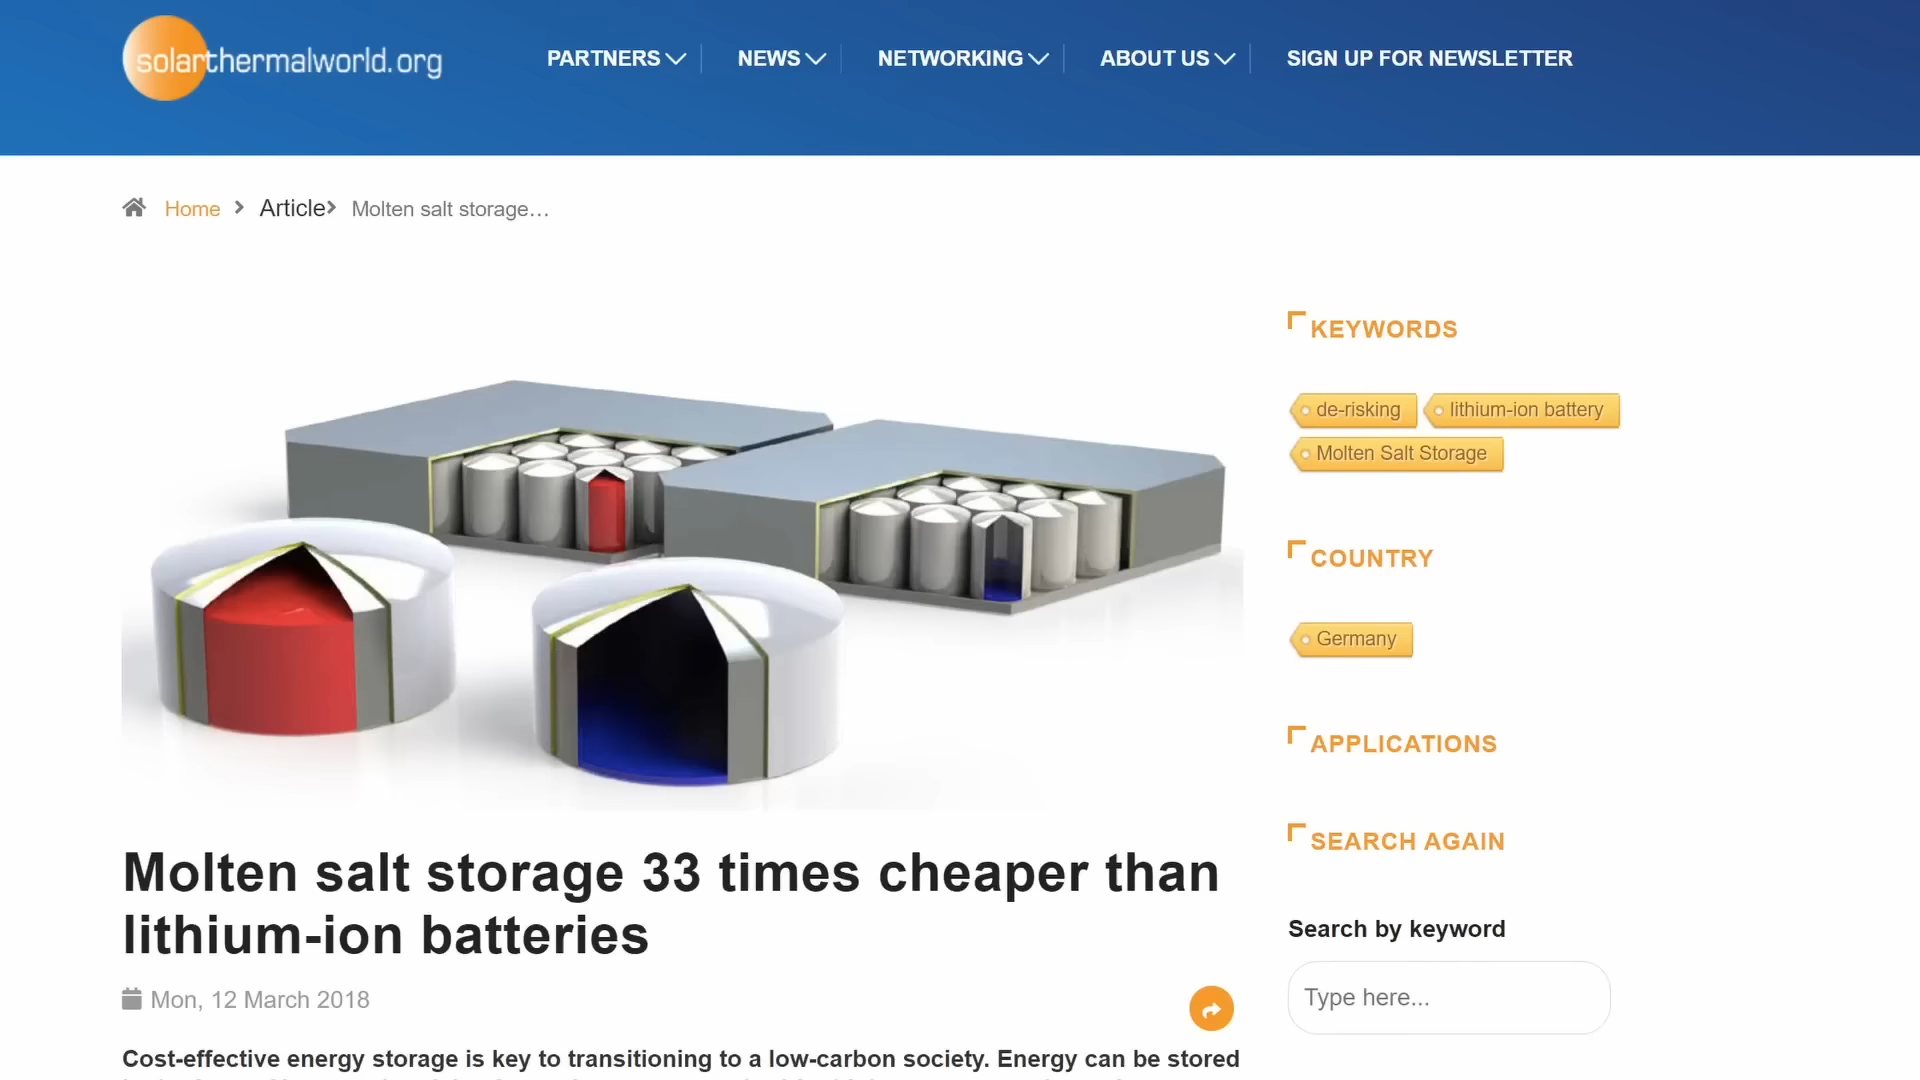 solarthermalworld.org
PARTNERS
NEWS
NETWORKING
ABOUT US
SIGN UP FOR NEWSLETTER
Home
Article
Molten salt storage…
KEYWORDS
de-risking
lithium-ion battery
Molten Salt Storage
COUNTRY
Germany
APPLICATIONS
SEARCH AGAIN
Search by keyword
Type here...
Molten salt storage 33 times cheaper than
lithium-ion batteries
Mon, 12 March 2018
Cost-effective energy storage is key to transitioning to a low-carbon society. Energy can be stored